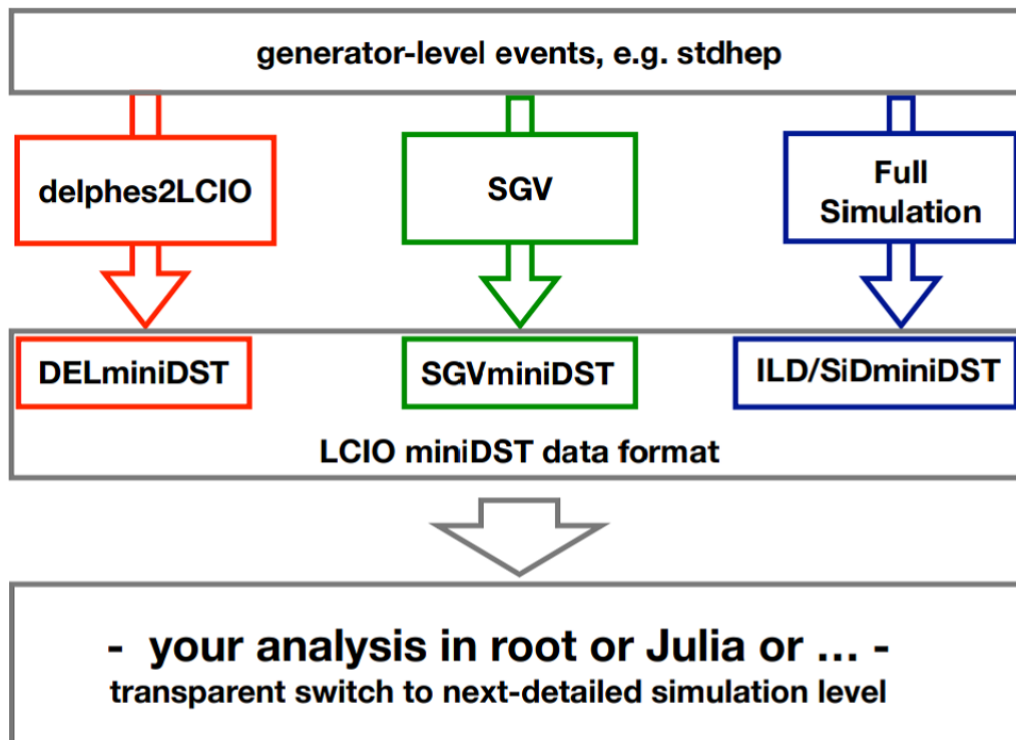 generator-level events, e.g. stdhep
delphes2LCIO
SGV
Full
Simulation
DELminiDST
SGVminiDST
ILD/SiDminiDST
LCIO miniDST data format
- your analysis in root or Julia or ... -
transparent switch to next-detailed simulation level